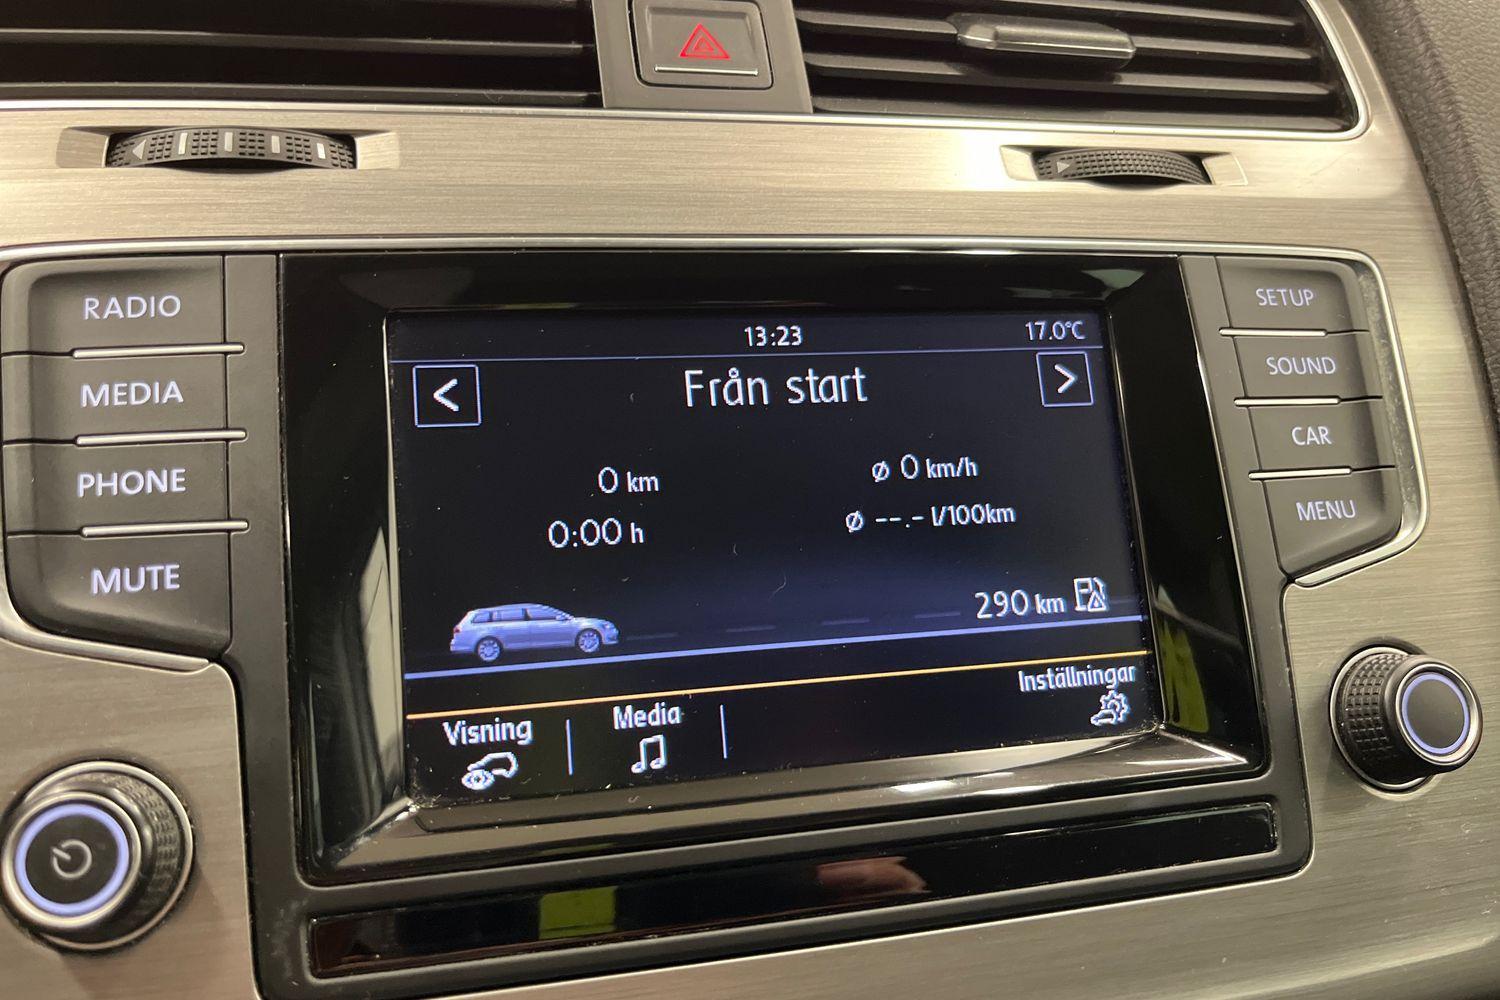 RADIO
MEDIA
PHONE
MUTE
13:23
17.0°C
<
Från start
>
0 km
ø 0 km/h
0:00 h
ø --.- l/100km
290 km
Visning
Media
Inställningar
SETUP
SOUND
CAR
MENU